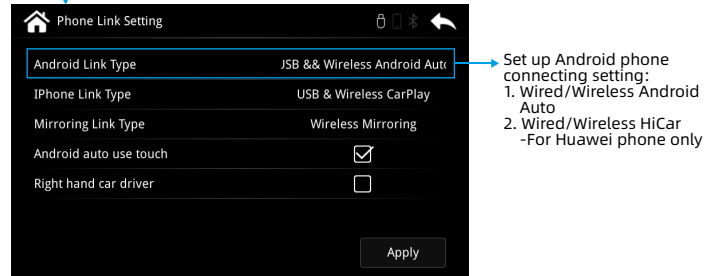 Phone Link Setting
Android Link Type
JSB && Wireless Android Auto
IPhone Link Type
USB & Wireless CarPlay
Mirroring Link Type
Wireless Mirroring
Android auto use touch
Right hand car driver
Apply
Set up Android phone
connecting setting:
1. Wired/Wireless Android
Auto
2. Wired/Wireless HiCar
-For Huawei phone only